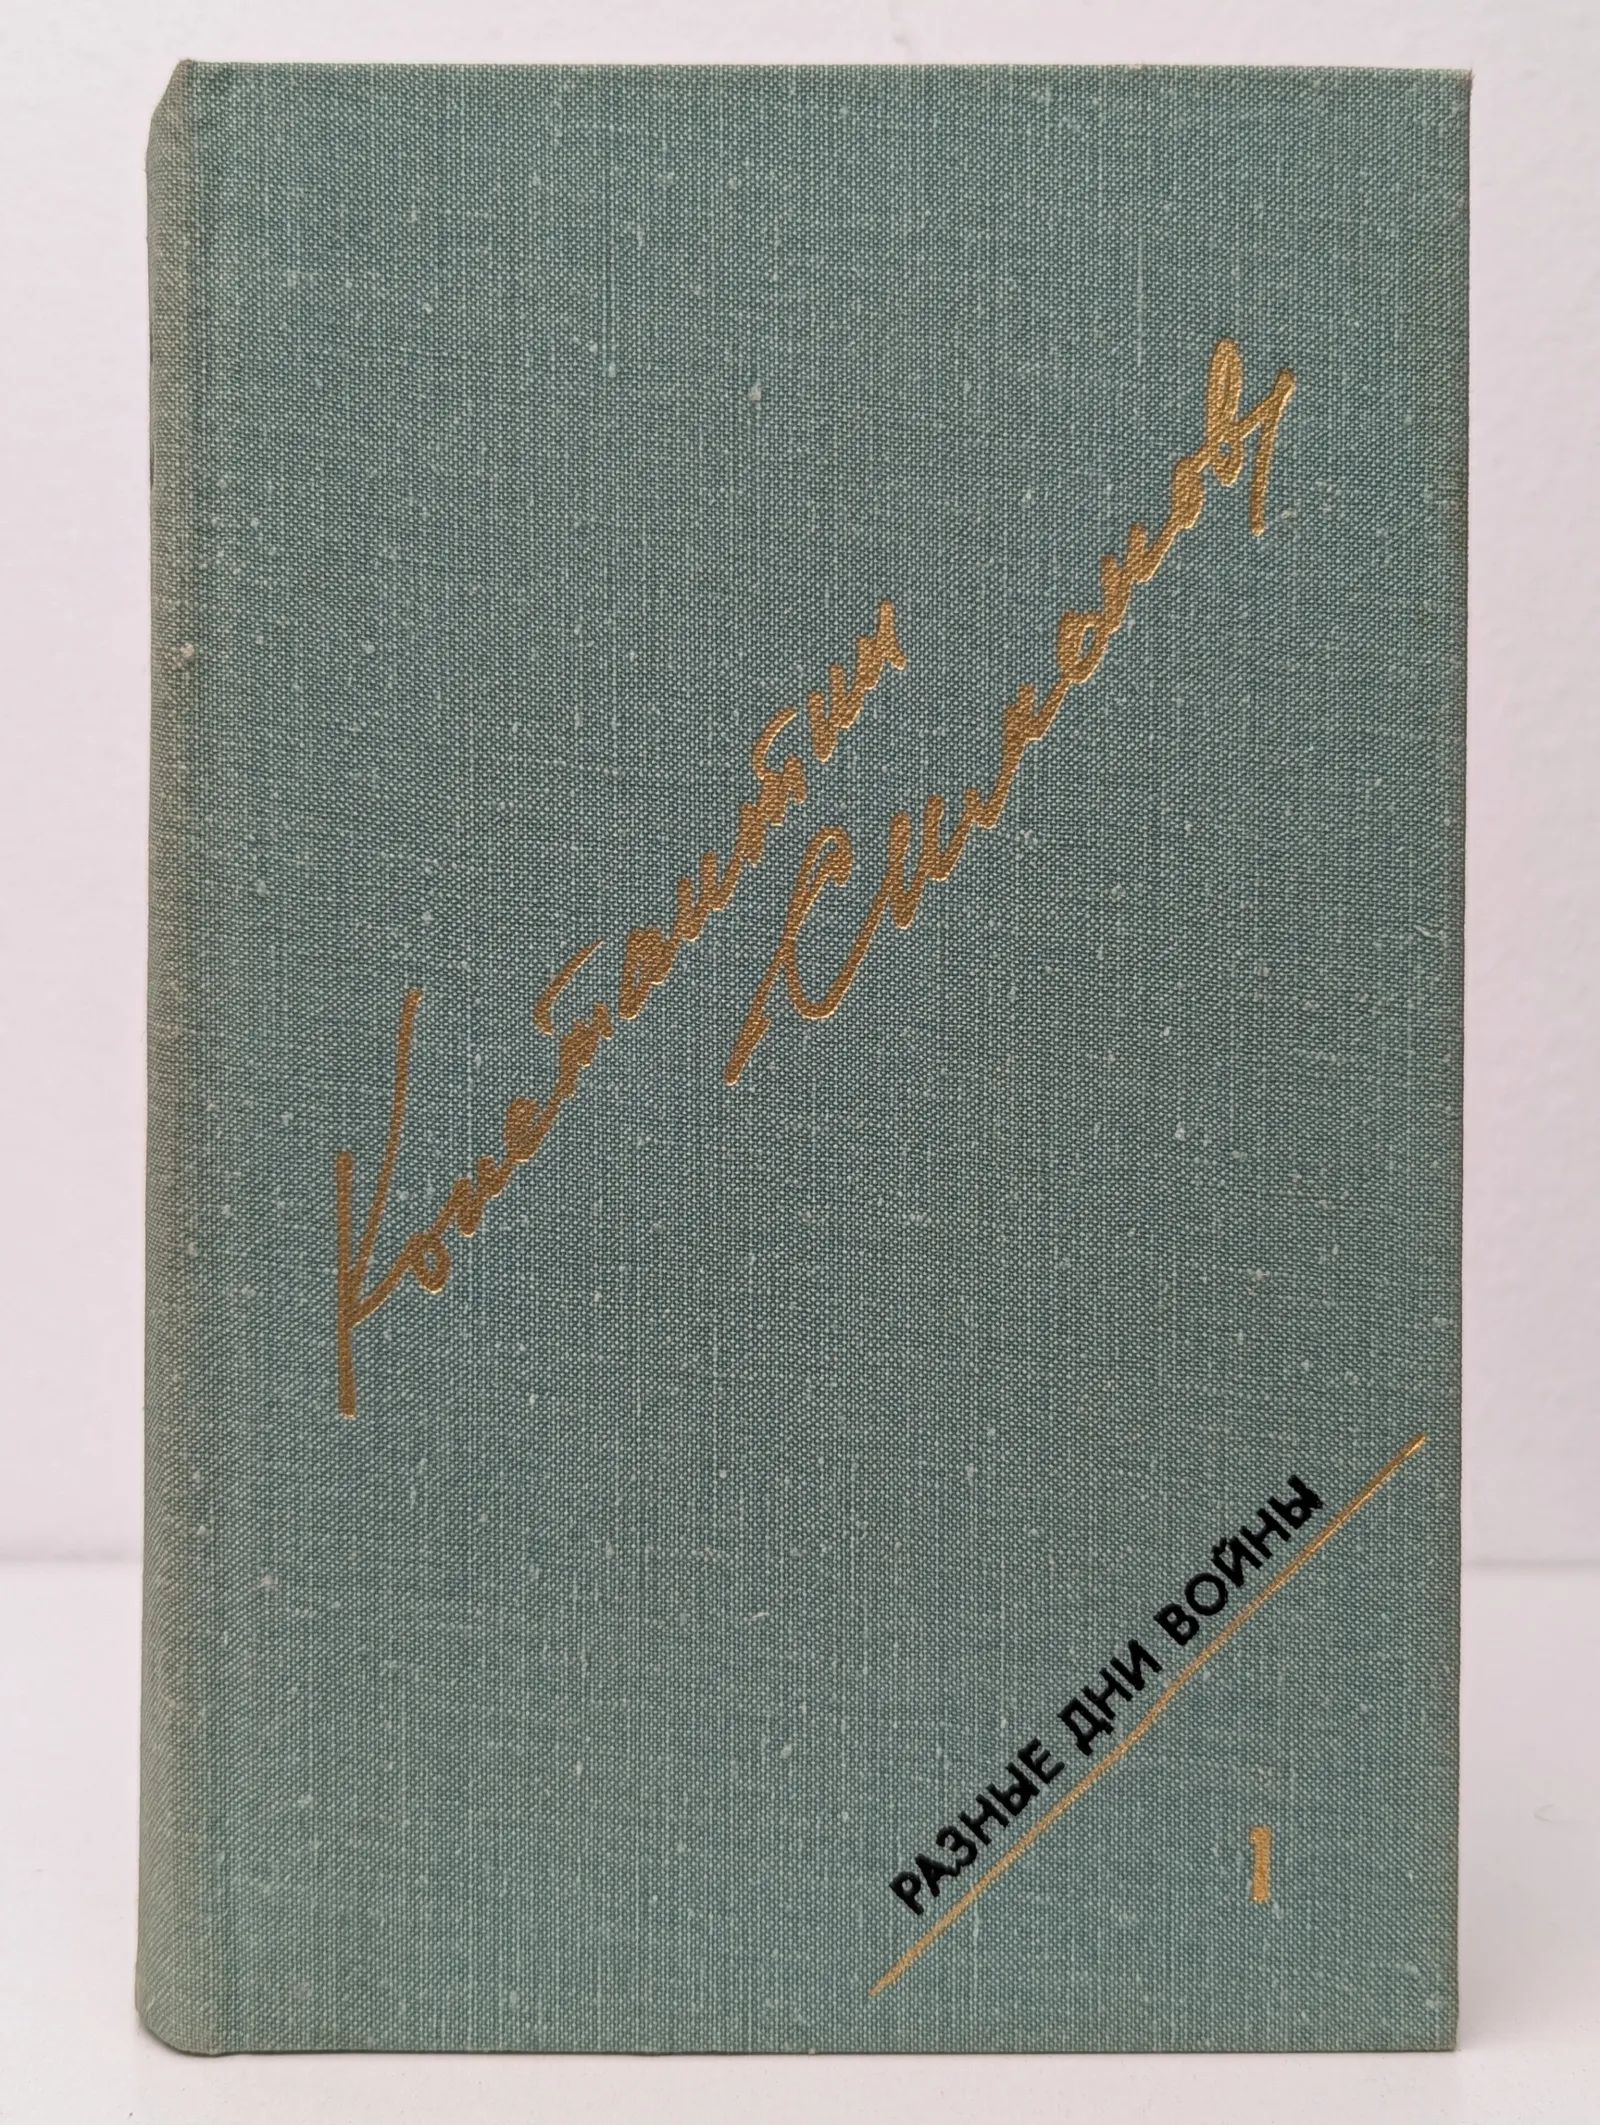 Константин
Симонов
РАЗНЫЕ ДНИ ВОЙНЫ
1